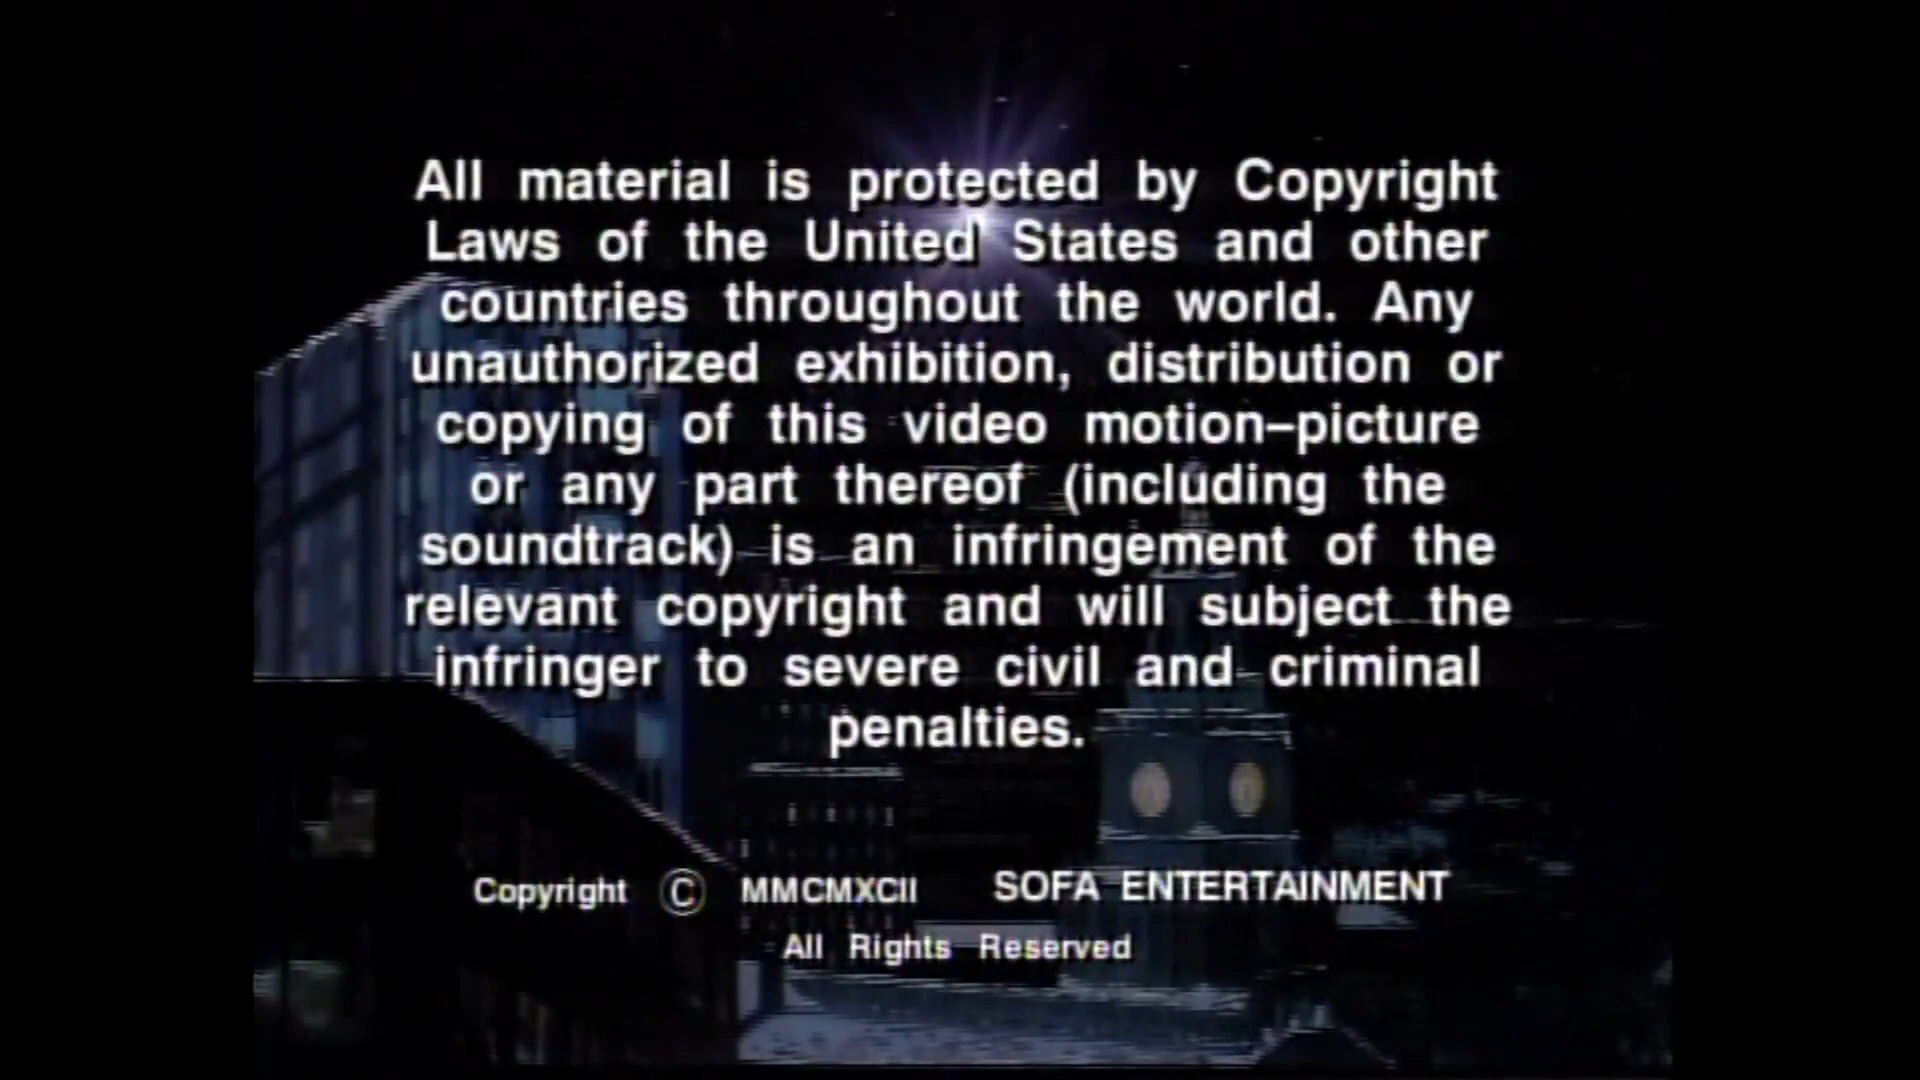 All material is protected by Copyright
Laws of the United States and other
countries throughout the world. Any
unauthorized exhibition, distribution or
copying of this video motion–picture
or any part thereof (including the
soundtrack) is an infringement of the
relevant copyright and will subject the
infringer to severe civil and criminal
penalties.
Copyright © MMCMXCII SOFA ENTERTAINMENT
All Rights Reserved